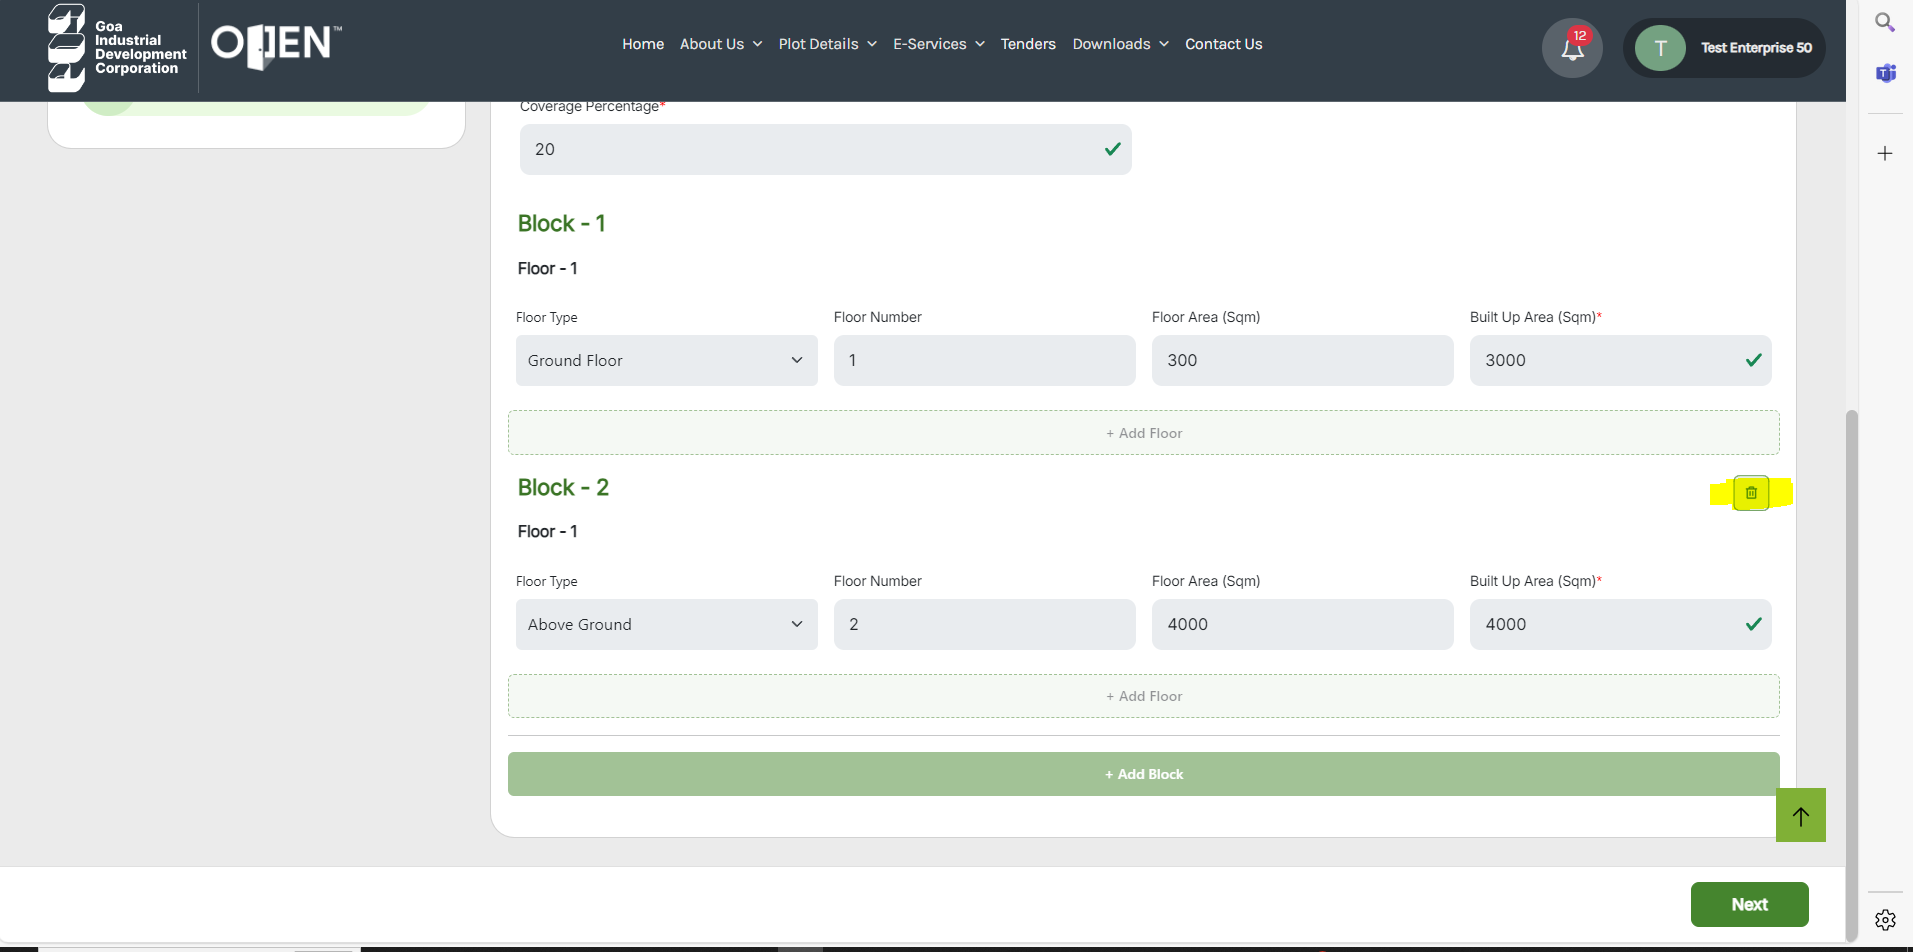 Goa
Industrial
Development
Corporation
OPEN™
Home About Us Plot Details E-Services Tenders Downloads Contact Us
12
T
Test Enterprise 50
Coverage Percentage*
20
Block - 1
Floor - 1
Floor Type Floor Number Floor Area (Sqm) Built Up Area (Sqm)*
Ground Floor 1 300 3000
+ Add Floor
Block - 2
Floor - 1
Floor Type Floor Number Floor Area (Sqm) Built Up Area (Sqm)*
Above Ground 2 4000 4000
+ Add Floor
+ Add Block
Next